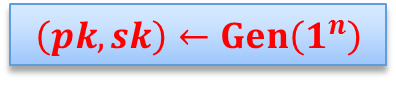 (pk, sk) ← Gen(1ⁿ)